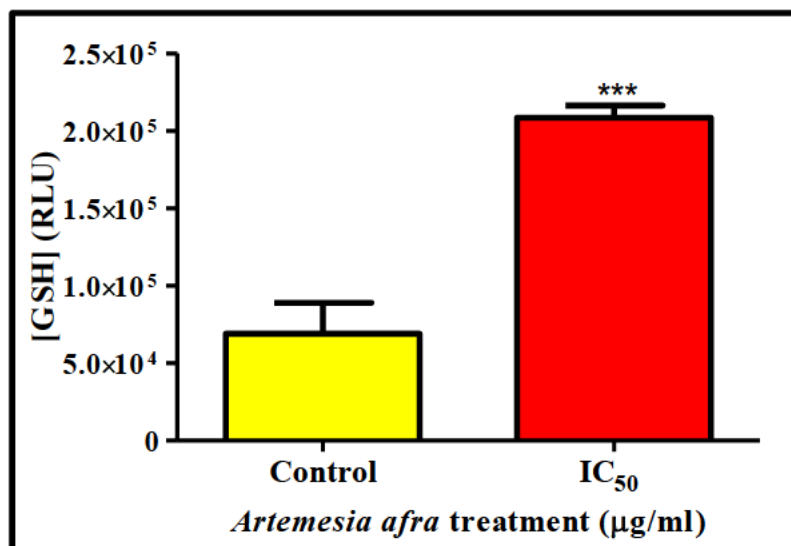 [GSH] (RLU)
2.5×10⁵
2.0×10⁵
1.5×10⁵
1.0×10⁵
5.0×10⁴
0
***
Control IC₅₀
Artemesia afra treatment (µg/ml)